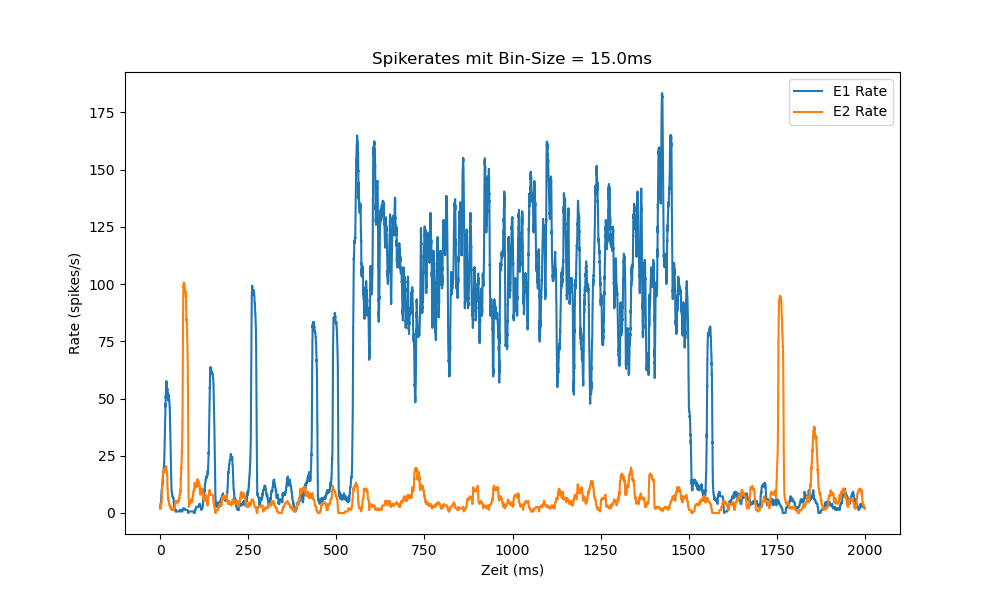 Spikerates mit Bin-Size = 15.0ms
E1 Rate
E2 Rate
175
150
125
100
75
50
25
0
Rate (spikes/s)
0 250 500 750 1000 1250 1500 1750 2000
Zeit (ms)